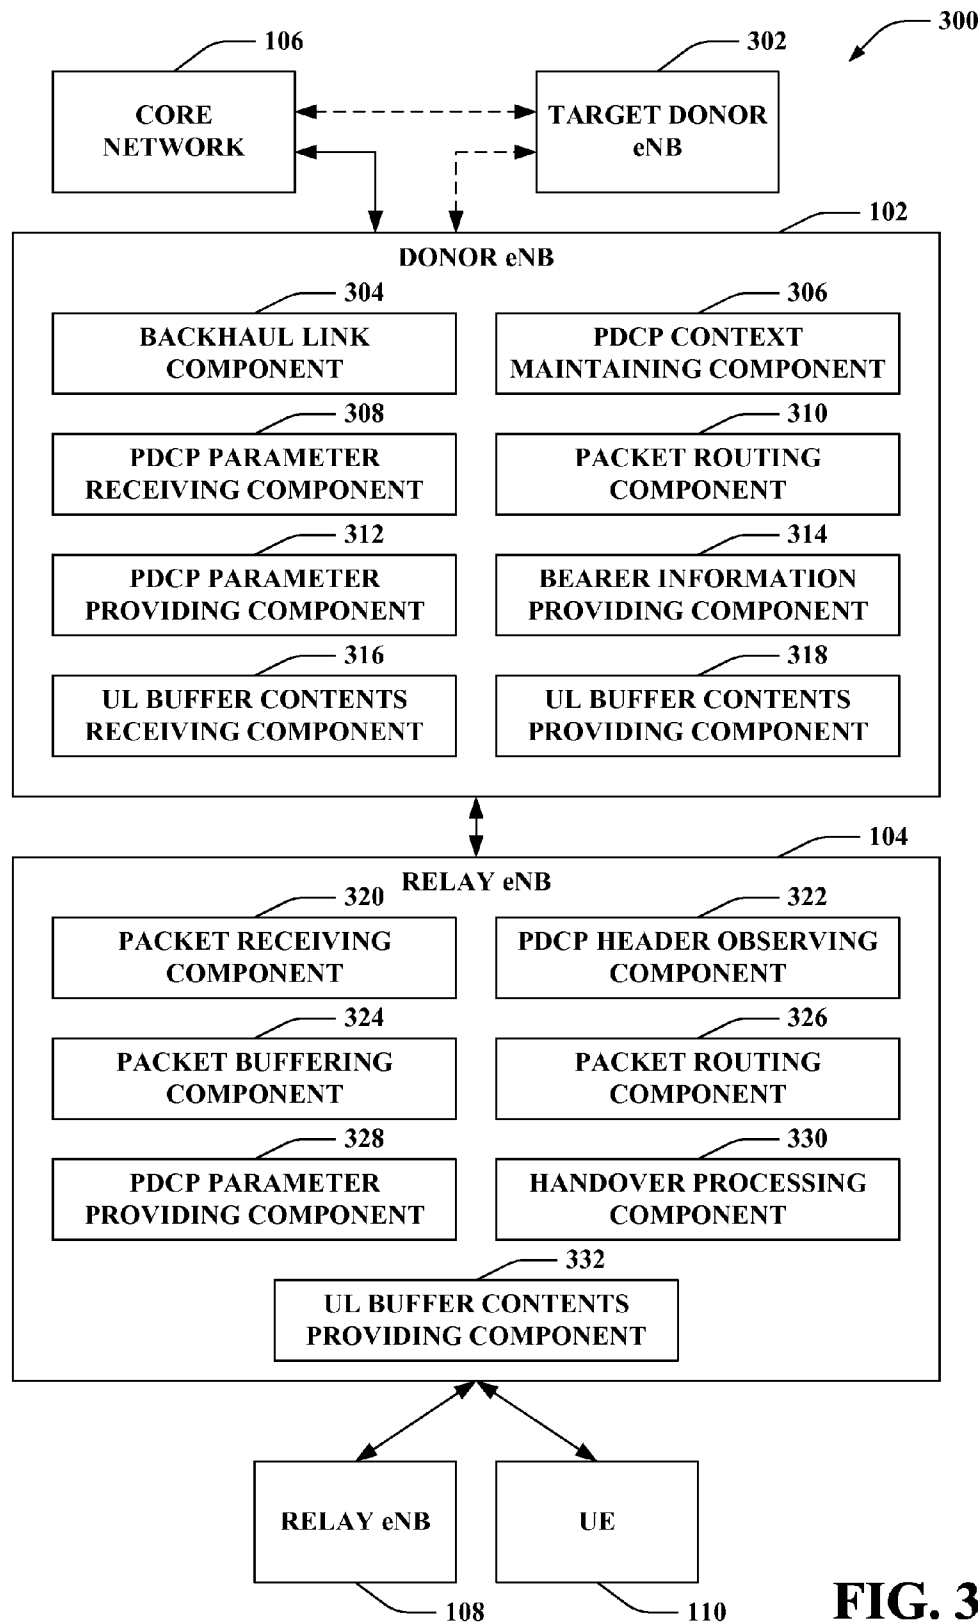 300
106
302
CORE
NETWORK
TARGET DONOR
eNB
102
DONOR eNB
304
306
BACKHAUL LINK
COMPONENT
PDCP CONTEXT
MAINTAINING COMPONENT
308
310
PDCP PARAMETER
RECEIVING COMPONENT
PACKET ROUTING
COMPONENT
312
314
PDCP PARAMETER
PROVIDING COMPONENT
BEARER INFORMATION
PROVIDING COMPONENT
316
318
UL BUFFER CONTENTS
RECEIVING COMPONENT
UL BUFFER CONTENTS
PROVIDING COMPONENT
104
RELAY eNB
320
322
PACKET RECEIVING
COMPONENT
PDCP HEADER OBSERVING
COMPONENT
324
326
PACKET BUFFERING
COMPONENT
PACKET ROUTING
COMPONENT
328
330
PDCP PARAMETER
PROVIDING COMPONENT
HANDOVER PROCESSING
COMPONENT
332
UL BUFFER CONTENTS
PROVIDING COMPONENT
RELAY eNB
UE
108
110
FIG. 3